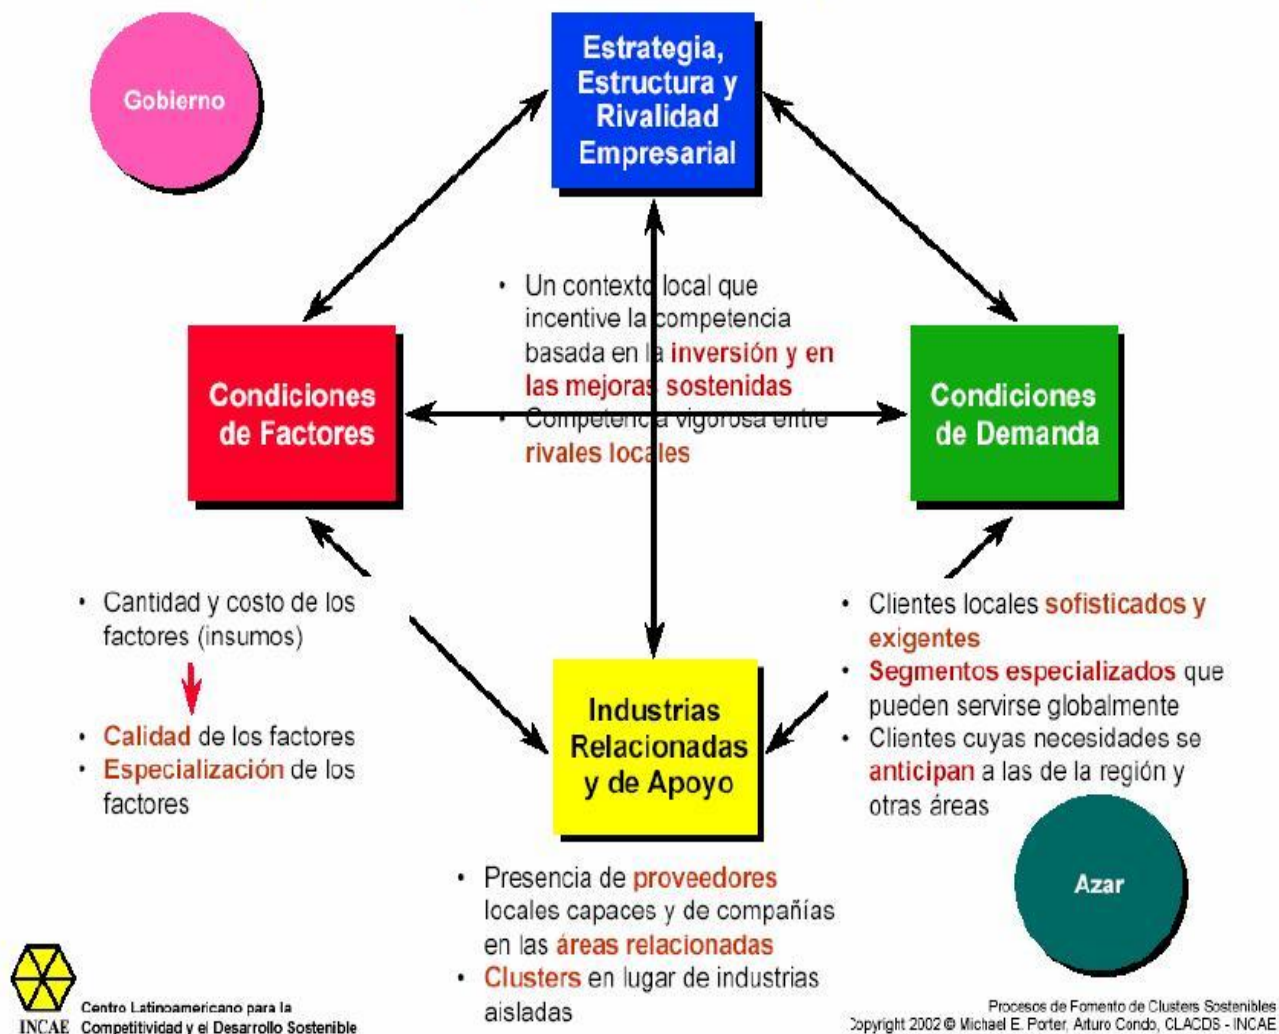 Gobierno
Estrategia,
Estructura y
Rivalidad
Empresarial
• Un contexto local que
incentive la competencia
basada en la inversión y en
las mejoras sostenidas
• Competencia vigorosa entre
rivales locales
Condiciones
de Factores
Condiciones
de Demanda
• Cantidad y costo de los
factores (insumos)
• Calidad de los factores
• Especialización de los
factores
Industrias
Relacionadas
y de Apoyo
• Clientes locales sofisticados y
exigentes
• Segmentos especializados que
pueden servirse globalmente
• Clientes cuyas necesidades se
anticipan a las de la región y
otras áreas
Azar
• Presencia de proveedores
locales capaces y de compañías
en las áreas relacionadas
• Clusters en lugar de industrias
aisladas
Centro Latinoamericano para la
INCAE Competitividad y el Desarrollo Sostenible
Procesos de Fomento de Clusters Sostenibles
Copyright 2002 © Michael E. Porter, Arturo Condo, CLACDS - INCAE